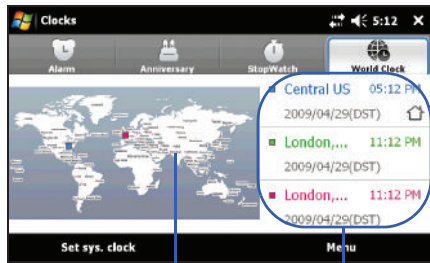 Clocks
5:12
Alarm
Anniversary
StopWatch
World Clock
Central US 05:12 PM
2009/04/29(DST)
London,... 11:12 PM
2009/04/29(DST)
London,... 11:12 PM
2009/04/29(DST)
Set sys. clock
Menu